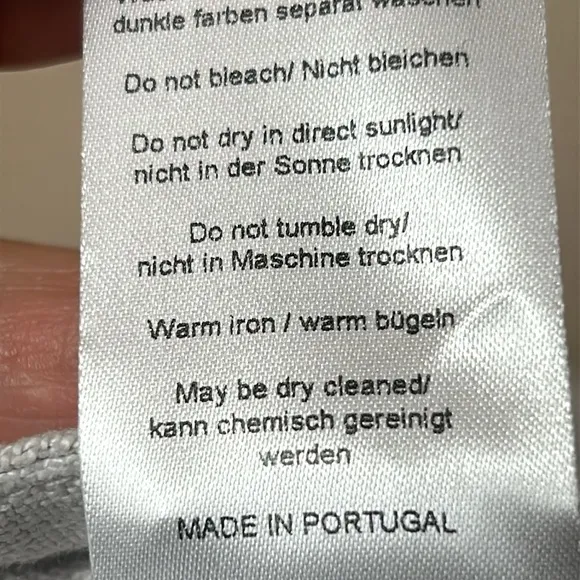 dunkle farben separat waschen
Do not bleach/ Nicht bleichen
Do not dry in direct sunlight/
nicht in der Sonne trocknen
Do not tumble dry/
nicht in Maschine trocknen
Warm iron / warm bügeln
May be dry cleaned/
kann chemisch gereinigt
werden
MADE IN PORTUGAL